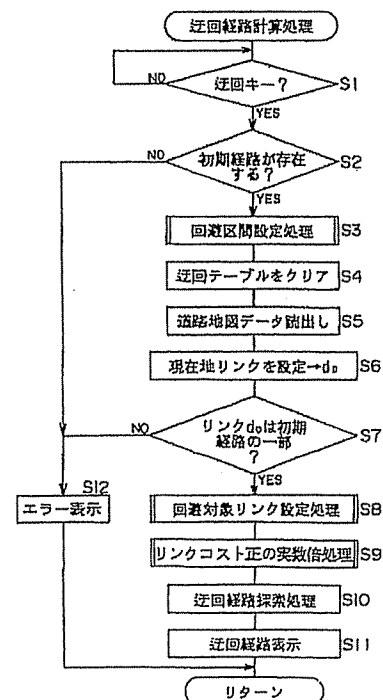 迂回経路計算処理
迂回キー？
S1
NO
YES
初期経路が存在
する？
S2
NO
YES
回避区間設定処理
S3
迂回テーブルをクリア
S4
道路地図データ読出し
S5
現在地リンクを設定→d₀
S6
リンクd₀は初期
経路の一部
？
S7
NO
YES
S12
エラー表示
回避対象リンク設定処理
S8
リンクコスト正の実数倍処理
S9
迂回経路探索処理
S10
迂回経路表示
S11
リターン